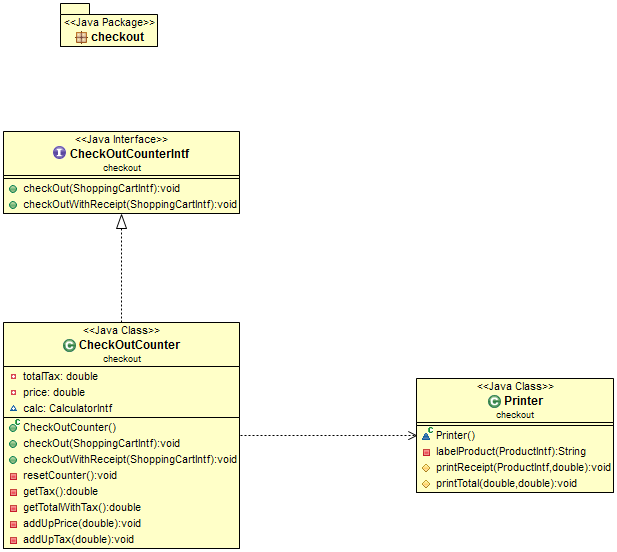 <<Java Package>>
checkout
<<Java Interface>>
I CheckOutCounterIntf
checkout
checkOut(ShoppingCartIntf):void
checkOutWithReceipt(ShoppingCartIntf):void
<<Java Class>>
C CheckOutCounter
checkout
totalTax: double
price: double
calc: CalculatorIntf
C CheckOutCounter()
checkOut(ShoppingCartIntf):void
checkOutWithReceipt(ShoppingCartIntf):void
resetCounter():void
getTax():double
getTotalWithTax():double
addUpPrice(double):void
addUpTax(double):void
<<Java Class>>
C Printer
checkout
C Printer()
labelProduct(ProductIntf):String
printReceipt(ProductIntf,double):void
printTotal(double,double):void